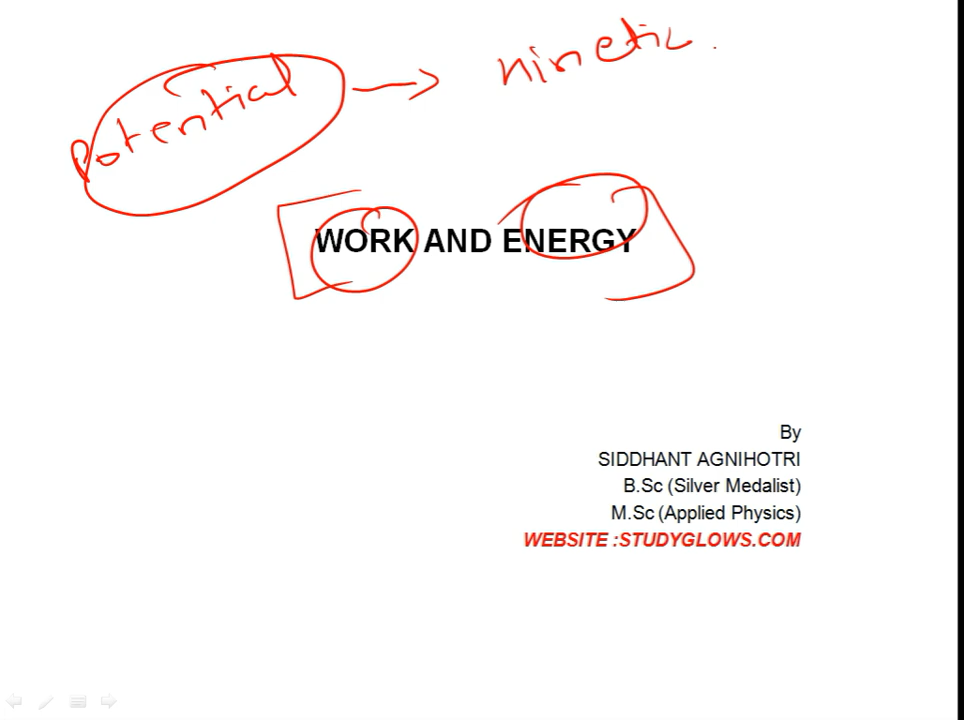 Potential → kinetic.
WORK AND ENERGY
By
SIDDHANT AGNIHOTRI
B.Sc (Silver Medalist)
M.Sc (Applied Physics)
WEBSITE :STUDYGLOWS.COM